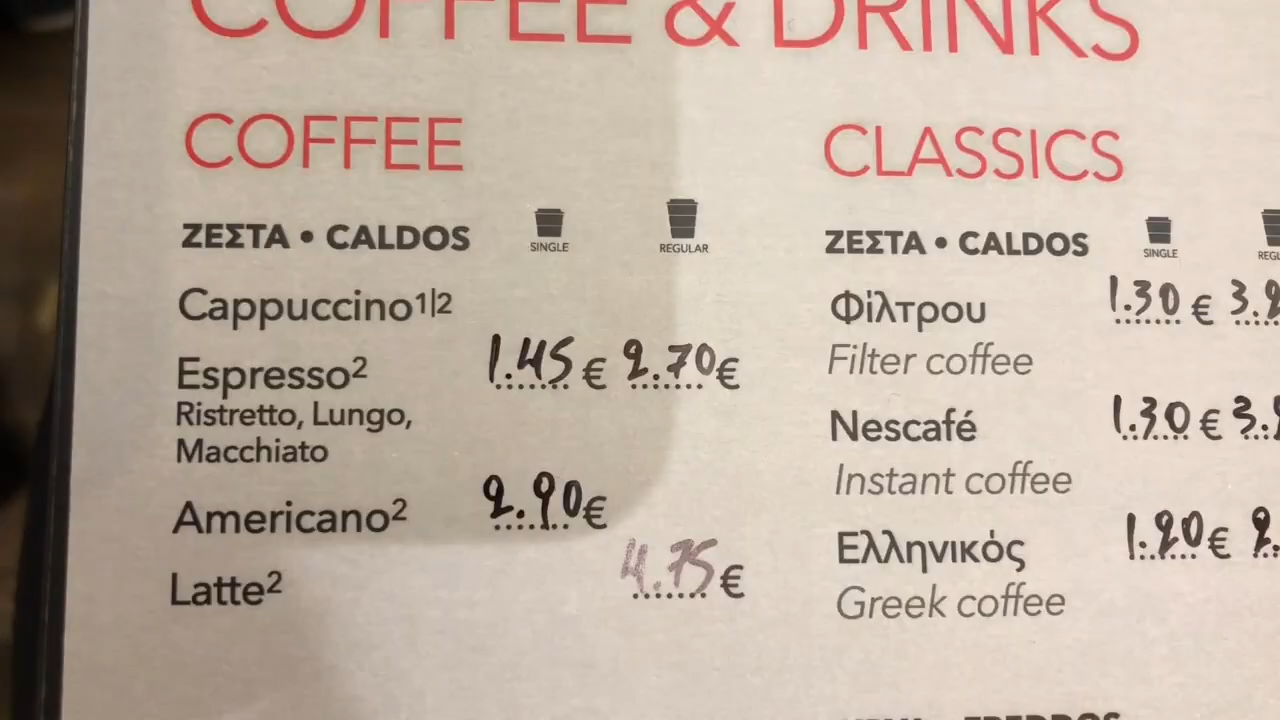 COFFEE & DRINKS
COFFEE
ΖΕΣΤΑ • CALDOS
SINGLE
REGULAR
Cappuccino1|2
Espresso2 1.45 € 2.70€
Ristretto, Lungo,
Macchiato
Americano2 2.90€
Latte2 4.75€
CLASSICS
ΖΕΣΤΑ • CALDOS
SINGLE
Φίλτρου 1.30 €
Filter coffee
Nescafé 1.30 €
Instant coffee
Ελληνικός 1.20€
Greek coffee